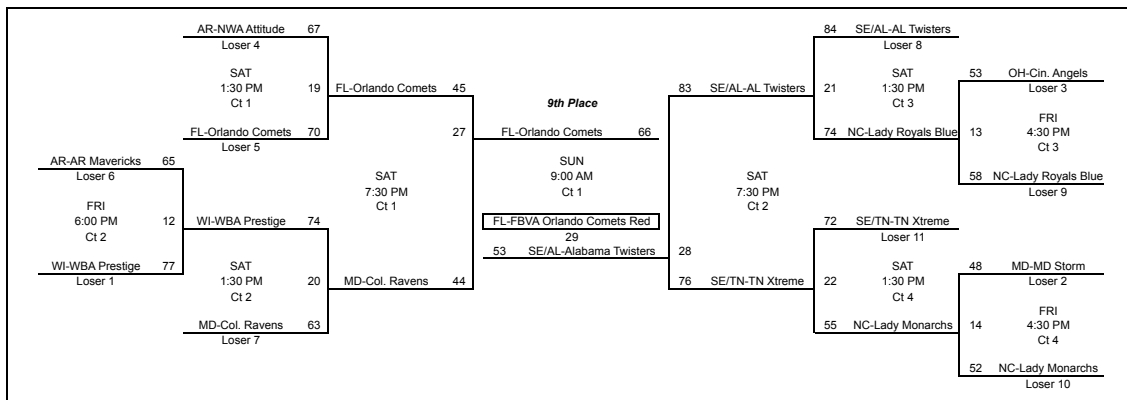 AR-NWA Attitude 67
Loser 4
SAT
1:30 PM
Ct 1
19
FL-Orlando Comets 45
FL-Orlando Comets 70
Loser 5
AR-AR Mavericks 65
Loser 6
FRI
6:00 PM
Ct 2
12
WI-WBA Prestige 74
WI-WBA Prestige 77
Loser 1
SAT
1:30 PM
Ct 2
20
MD-Col. Ravens 44
MD-Col. Ravens 63
Loser 7
SAT
7:30 PM
Ct 1
27
9th Place
FL-Orlando Comets 66
SUN
9:00 AM
Ct 1
FL-FBVA Orlando Comets Red
29
53 SE/AL-Alabama Twisters
28
SAT
7:30 PM
Ct 2
83 SE/AL-AL Twisters
76 SE/TN-TN Xtreme
84 SE/AL-AL Twisters
Loser 8
SAT
1:30 PM
Ct 3
21
74 NC-Lady Royals Blue
53 OH-Cin. Angels
Loser 3
FRI
4:30 PM
Ct 3
13
58 NC-Lady Royals Blue
Loser 9
72 SE/TN-TN Xtreme
Loser 11
SAT
1:30 PM
Ct 4
22
55 NC-Lady Monarchs
48 MD-MD Storm
Loser 2
FRI
4:30 PM
Ct 4
14
52 NC-Lady Monarchs
Loser 10